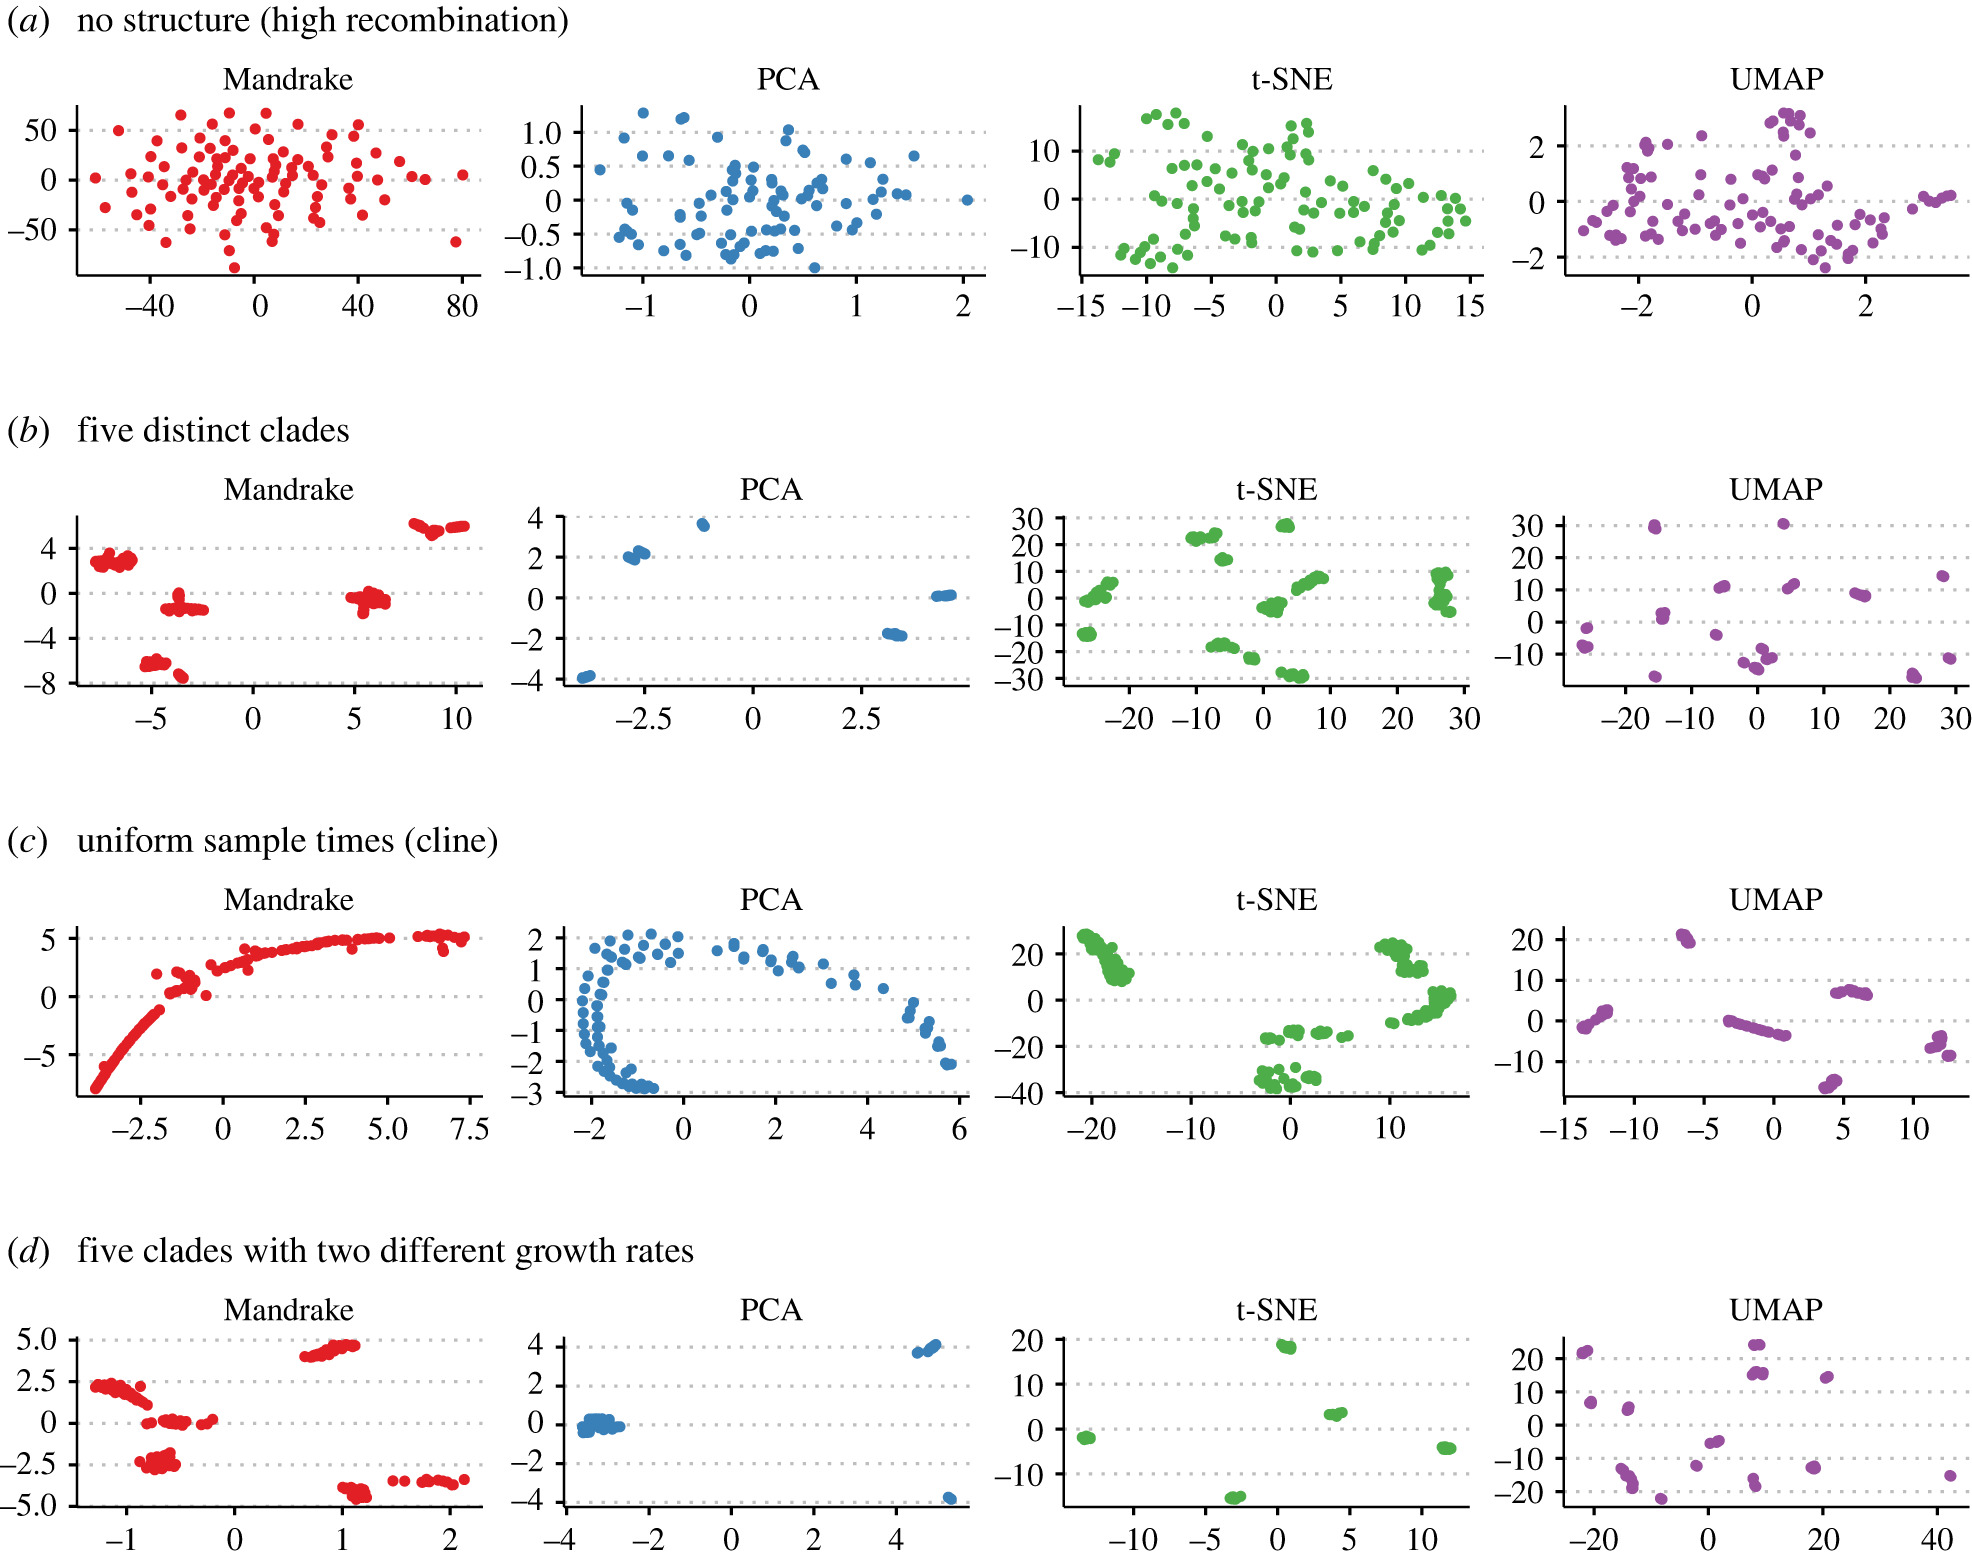 (a) no structure (high recombination)
Mandrake PCA t-SNE UMAP
50 0 –50
–40 0 40 80
1.0 0.5 0 –0.5 –1.0
–1 0 1 2
10 0 –10
–15 –10 –5 0 5 10 15
2 0 –2
–2 0 2
(b) five distinct clades
Mandrake PCA t-SNE UMAP
4 0 –4 –8
–5 0 5 10
4 2 0 –2 –4
–2.5 0 2.5
30 20 10 0 –10 –20 –30
–20 –10 0 10 20 30
30 20 10 0 –10
–20 –10 0 10 20 30
(c) uniform sample times (cline)
Mandrake PCA t-SNE UMAP
5 0 –5
–2.5 0 2.5 5.0 7.5
2 1 0 –1 –2 –3
–2 0 2 4 6
20 0 –20 –40
–20 –10 0 10
20 10 0 –10
–15 –10 –5 0 5 10
(d) five clades with two different growth rates
Mandrake PCA t-SNE UMAP
5.0 2.5 0 –2.5 –5.0
–1 0 1 2
4 2 0 –2 –4
–4 –2 0 2 4
20 10 0 –10
–10 –5 0 5 10
20 10 0 –10 –20
–20 0 20 40